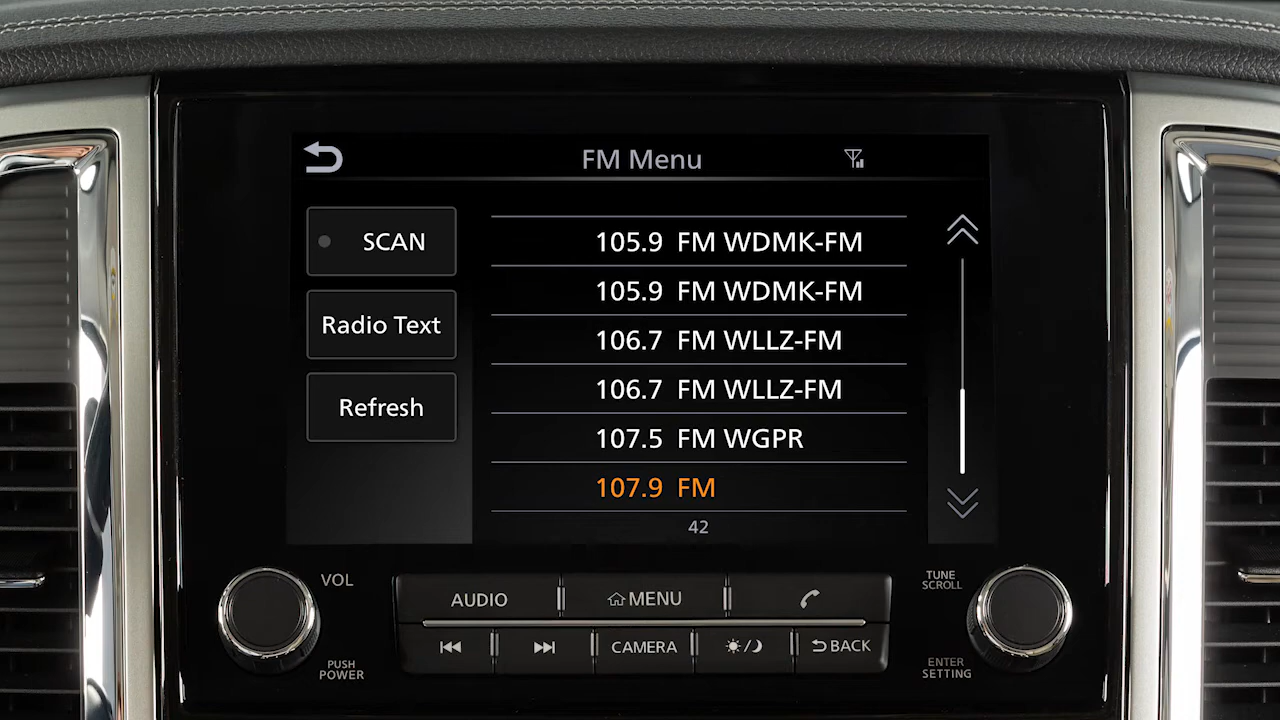 FM Menu
SCAN
Radio Text
Refresh
105.9 FM WDMK-FM
105.9 FM WDMK-FM
106.7 FM WLLZ-FM
106.7 FM WLLZ-FM
107.5 FM WGPR
107.9 FM
42
VOL
PUSH
POWER
AUDIO
MENU
CAMERA
BACK
TUNE
SCROLL
ENTER
SETTING